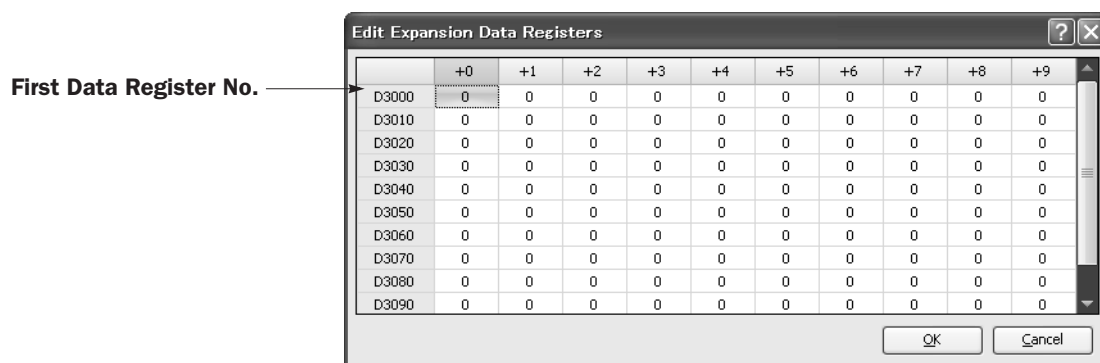 Edit Expansion Data Registers
First Data Register No.
+0 +1 +2 +3 +4 +5 +6 +7 +8 +9
D3000 0 0 0 0 0 0 0 0 0 0
D3010 0 0 0 0 0 0 0 0 0 0
D3020 0 0 0 0 0 0 0 0 0 0
D3030 0 0 0 0 0 0 0 0 0 0
D3040 0 0 0 0 0 0 0 0 0 0
D3050 0 0 0 0 0 0 0 0 0 0
D3060 0 0 0 0 0 0 0 0 0 0
D3070 0 0 0 0 0 0 0 0 0 0
D3080 0 0 0 0 0 0 0 0 0 0
D3090 0 0 0 0 0 0 0 0 0 0
OK Cancel